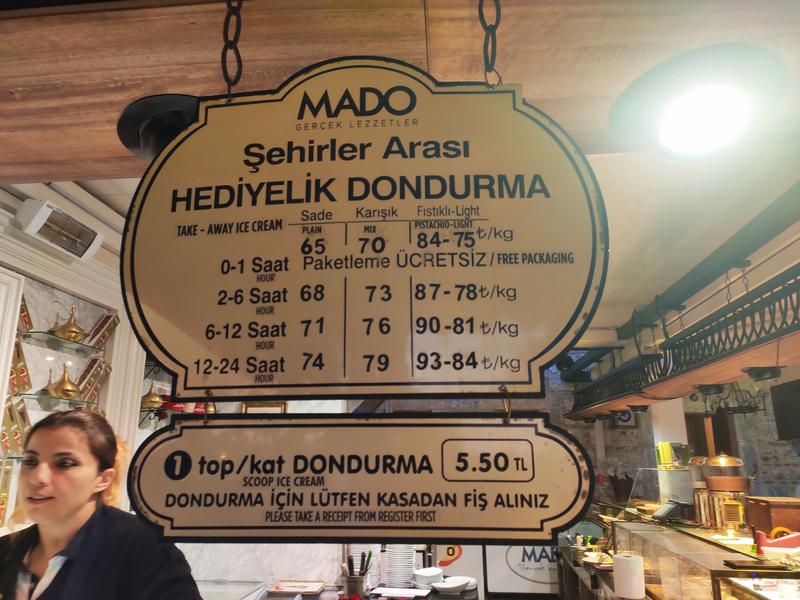 MADO
GERÇEK LEZZETLER
Şehirler Arası
HEDİYELİK DONDURMA
Sade Karışık Fıstıklı-Light
TAKE - AWAY ICE CREAM PLAIN MIX PISTACHIO-LIGHT
65 70 84-75 ₺/kg
0-1 Saat Paketleme ÜCRETSİZ / FREE PACKAGING
HOUR
2-6 Saat 68 73 87-78 ₺/kg
HOUR
6-12 Saat 71 76 90-81 ₺/kg
HOUR
12-24 Saat 74 79 93-84 ₺/kg
HOUR
1 top/kat DONDURMA 5.50 TL
SCOOP ICE CREAM
DONDURMA İÇİN LÜTFEN KASADAN FİŞ ALINIZ
PLEASE TAKE A RECEIPT FROM REGISTER FIRST
MAD